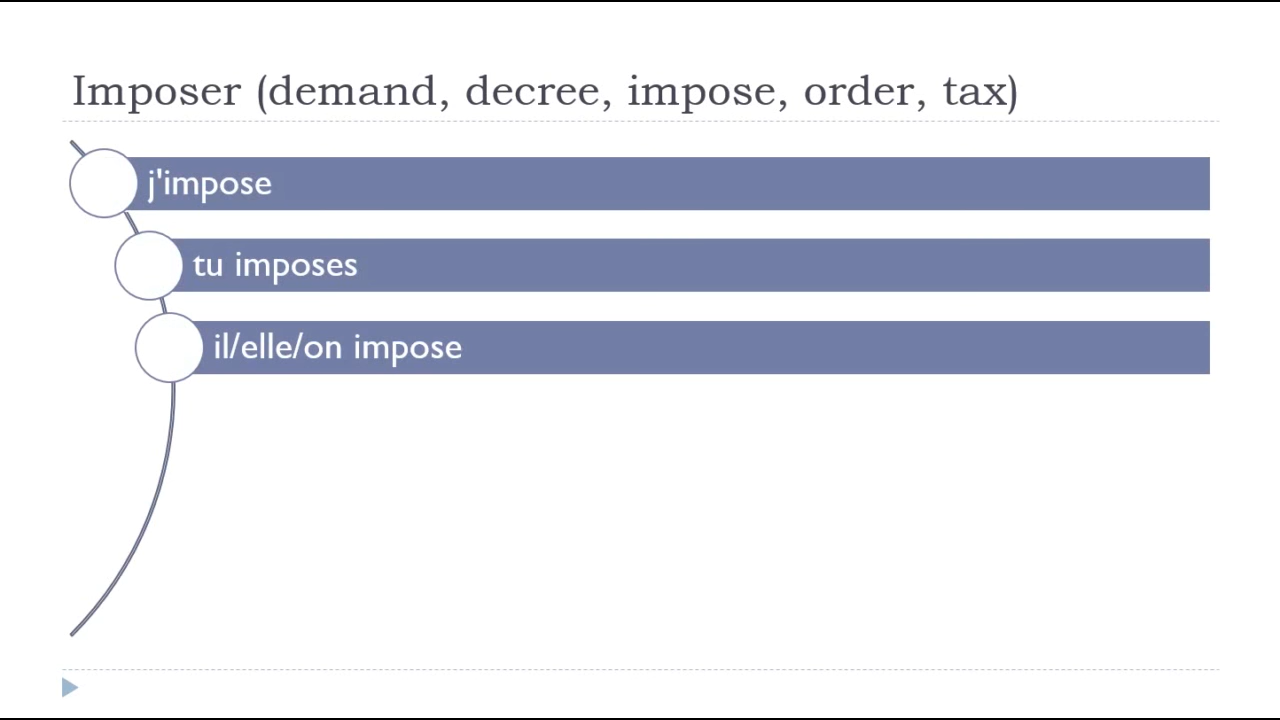 Imposer (demand, decree, impose, order, tax)
j'impose
tu imposes
il/elle/on impose